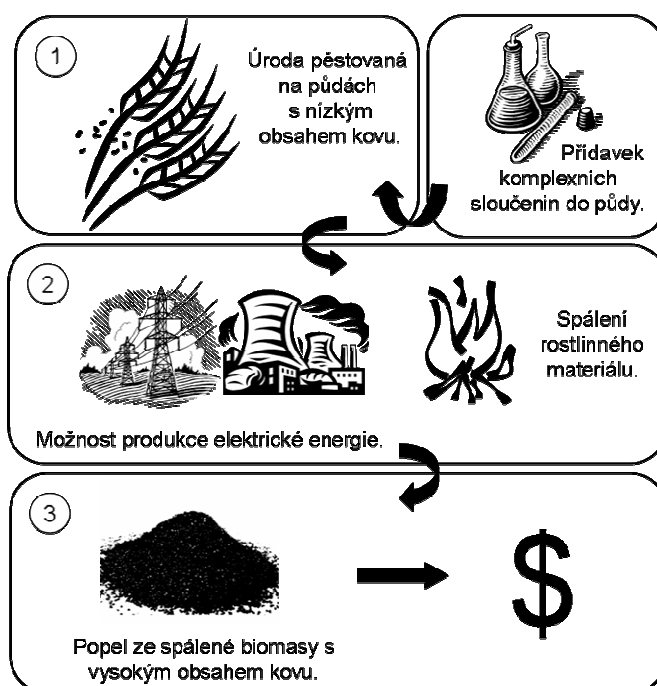 1
Úroda pěstovaná
na půdách
s nízkým
obsahem kovu.
Přídavek
komplexních
sloučenin do půdy.
2
Spálení
rostlinného
materiálu.
Možnost produkce elektrické energie.
3
$
Popel ze spálené biomasy s
vysokým obsahem kovu.